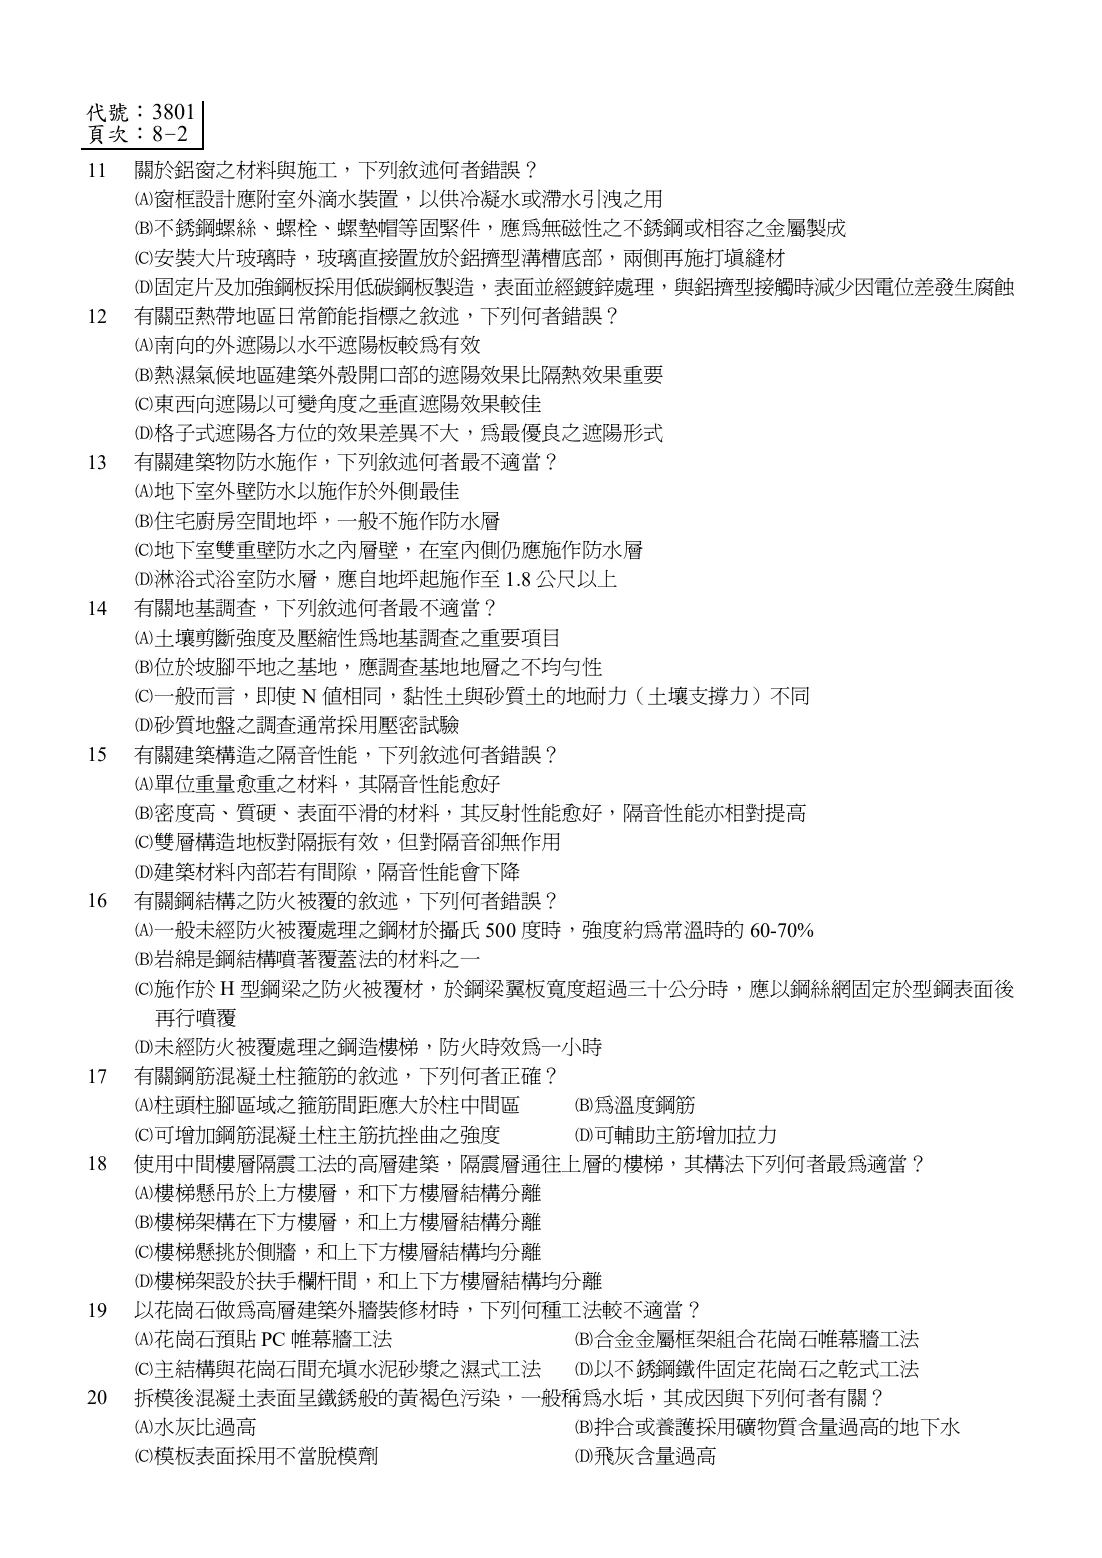 代號：3801
頁次：8-2
11 關於鋁窗之材料與施工，下列敘述何者錯誤？
(A)窗框設計應附室外滴水裝置，以供冷凝水或滯水引洩之用
(B)不銹鋼螺絲、螺栓、螺墊帽等固緊件，應為無磁性之不銹鋼或相容之金屬製成
(C)安裝大片玻璃時，玻璃直接置放於鋁擠型溝槽底部，兩側再施打填縫材
(D)固定片及加強鋼板採用低碳鋼板製造，表面並經鍍鋅處理，與鋁擠型接觸時減少因電位差發生腐蝕
12 有關亞熱帶地區日常節能指標之敘述，下列何者錯誤？
(A)南向的外遮陽以水平遮陽板較為有效
(B)熱濕氣候地區建築外殼開口部的遮陽效果比隔熱效果重要
(C)東西向遮陽以可變角度之垂直遮陽效果較佳
(D)格子式遮陽各方位的效果差異不大，為最優良之遮陽形式
13 有關建築物防水施作，下列敘述何者最不適當？
(A)地下室外壁防水以施作於外側最佳
(B)住宅廚房空間地坪，一般不施作防水層
(C)地下室雙重壁防水之內層壁，在室內側仍應施作防水層
(D)淋浴式浴室防水層，應自地坪起施作至 1.8 公尺以上
14 有關地基調查，下列敘述何者最不適當？
(A)土壤剪斷強度及壓縮性為地基調查之重要項目
(B)位於坡腳平地之基地，應調查基地地層之不均勻性
(C)一般而言，即使 N 值相同，黏性土與砂質土的地耐力（土壤支撐力）不同
(D)砂質地盤之調查通常採用壓密試驗
15 有關建築構造之隔音性能，下列敘述何者錯誤？
(A)單位重量愈重之材料，其隔音性能愈好
(B)密度高、質硬、表面平滑的材料，其反射性能愈好，隔音性能亦相對提高
(C)雙層構造地板對隔振有效，但對隔音卻無作用
(D)建築材料內部若有間隙，隔音性能會下降
16 有關鋼結構之防火被覆的敘述，下列何者錯誤？
(A)一般未經防火被覆處理之鋼材於攝氏 500 度時，強度約為常溫時的 60-70%
(B)岩綿是鋼結構噴著覆蓋法的材料之一
(C)施作於 H 型鋼梁之防火被覆材，於鋼梁翼板寬度超過三十公分時，應以鋼絲網固定於型鋼表面後
再行噴覆
(D)未經防火被覆處理之鋼造樓梯，防火時效為一小時
17 有關鋼筋混凝土柱箍筋的敘述，下列何者正確？
(A)柱頭柱腳區域之箍筋間距應大於柱中間區 (B)為溫度鋼筋
(C)可增加鋼筋混凝土柱主筋抗挫曲之強度 (D)可輔助主筋增加拉力
18 使用中間樓層隔震工法的高層建築，隔震層通往上層的樓梯，其構法下列何者最為適當？
(A)樓梯懸吊於上方樓層，和下方樓層結構分離
(B)樓梯架構在下方樓層，和上方樓層結構分離
(C)樓梯懸挑於側牆，和上下方樓層結構均分離
(D)樓梯架設於扶手欄杆間，和上下方樓層結構均分離
19 以花崗石做為高層建築外牆裝修材時，下列何種工法較不適當？
(A)花崗石預貼 PC 帷幕牆工法 (B)合金金屬框架組合花崗石帷幕牆工法
(C)主結構與花崗石間充填水泥砂漿之濕式工法 (D)以不銹鋼鐵件固定花崗石之乾式工法
20 拆模後混凝土表面呈鐵銹般的黃褐色污染，一般稱為水垢，其成因與下列何者有關？
(A)水灰比過高 (B)拌合或養護採用礦物質含量過高的地下水
(C)模板表面採用不當脫模劑 (D)飛灰含量過高